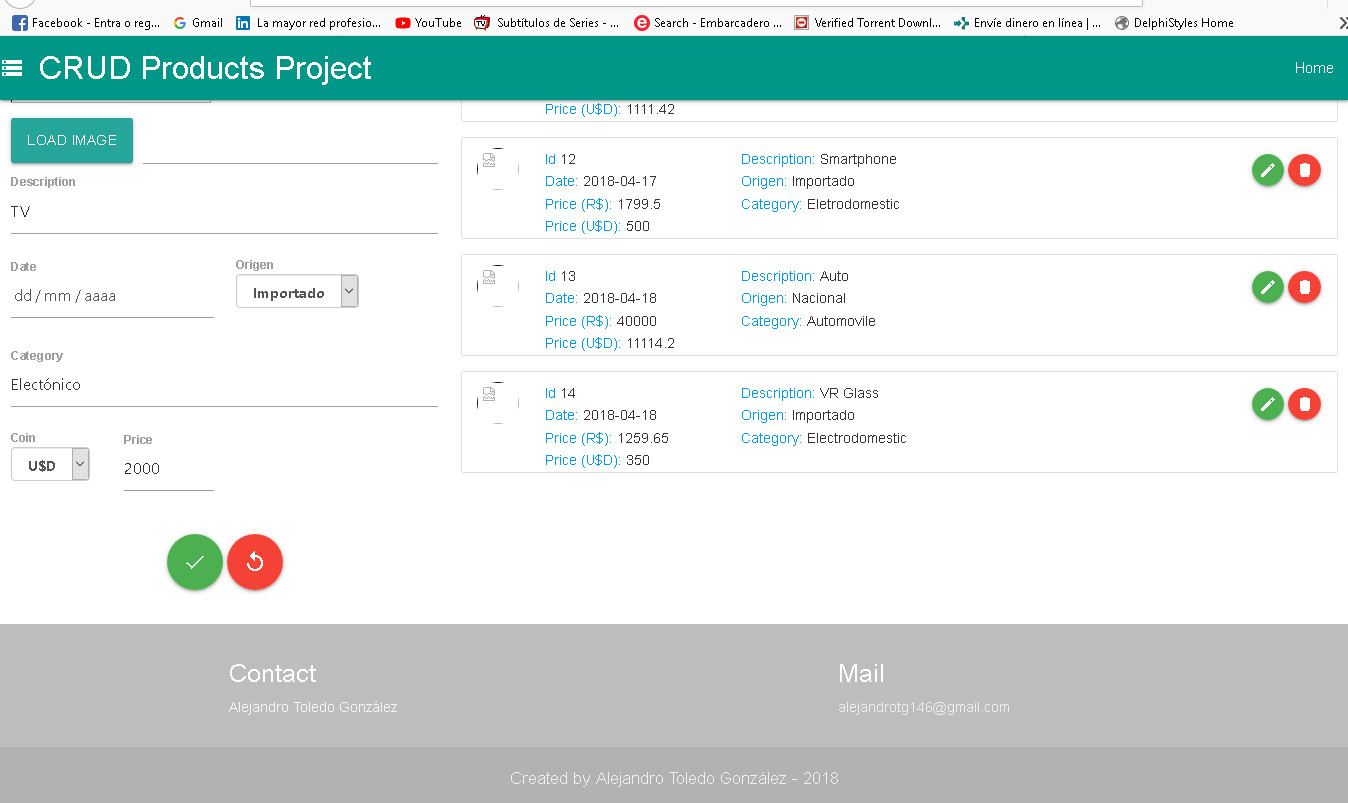 Facebook - Entra o reg... Gmail La mayor red profesio... YouTube Subtítulos de Series - ... Search - Embarcadero ... Verified Torrent Downl... Envíe dinero en línea | ... DelphiStyles Home
CRUD Products Project
Home
LOAD IMAGE
Description
TV
Date
Origen
dd / mm / aaaa
Importado
Category
Electónico
Coin
Price
U$D
2000
Price (U$D): 1111.42
Id 12
Description: Smartphone
Date: 2018-04-17
Origen: Importado
Price (R$): 1799.5
Category: Eletrodomestic
Price (U$D): 500
Id 13
Description: Auto
Date: 2018-04-18
Origen: Nacional
Price (R$): 40000
Category: Automovile
Price (U$D): 11114.2
Id 14
Description: VR Glass
Date: 2018-04-18
Origen: Importado
Price (R$): 1259.65
Category: Electrodomestic
Price (U$D): 350
Contact
Alejandro Toledo González
Mail
alejandrotg146@gmail.com
Created by Alejandro Toledo González - 2018